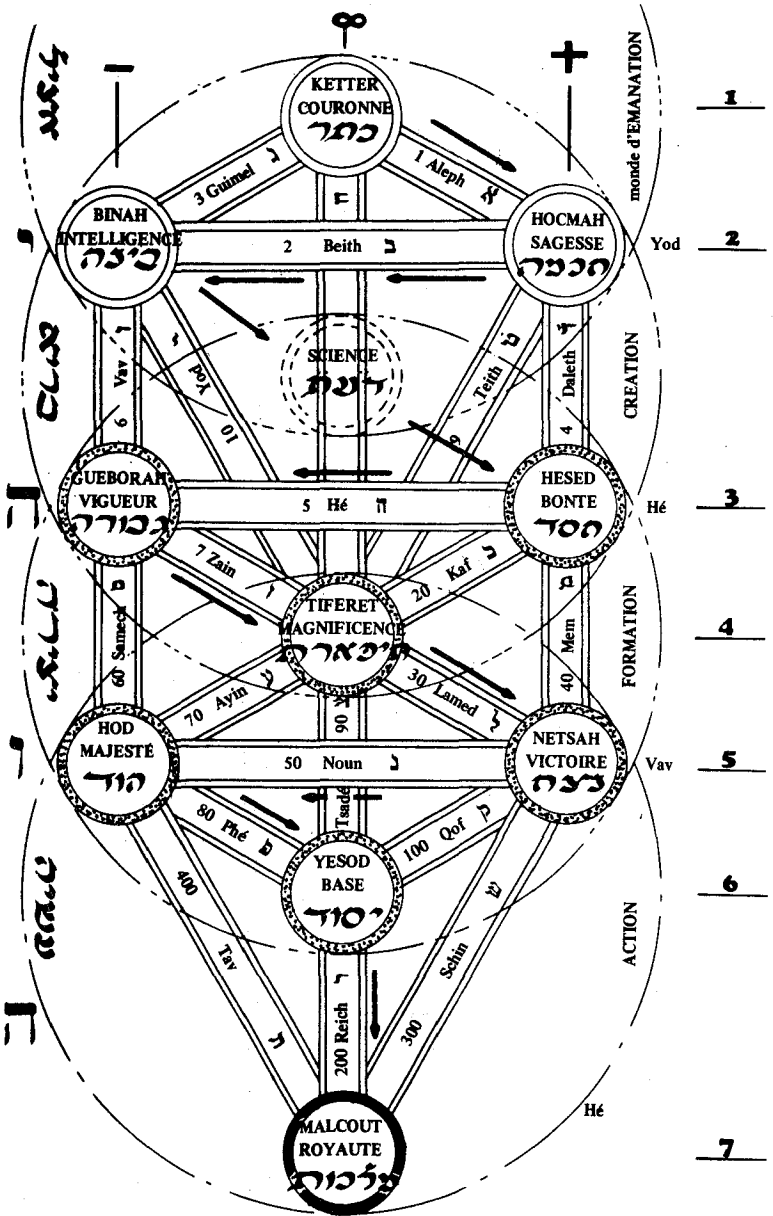 ∞
−
+
KETTER
COURONNE
כתר
1
monde d'EMANATION
3 Guimel ג
1 Aleph א
ח
BINAH
INTELLIGENCE
בינה
HOCMAH
SAGESSE
חכמה
י
Yod
2
2 Beith ב
SCIENCE
דעת
CREATION
6 Vav ו
10 Yod י
9 Teith ט
4 Daleth ד
GUEBORAH
VIGUEUR
גבורה
HESED
BONTE
חסד
ה
Hé
3
5 Hé ה
7 Zain ז
20 Kaf כ
TIFERET
MAGNIFICENCE
תיפארת
4
FORMATION
60 Samech ס
40 Mem מ
70 Ayin ע
30 Lamed ל
90 Tsadé צ
HOD
MAJESTÉ
הוד
NETSAH
VICTOIRE
נצח
Vav
5
50 Noun נ
80 Phé פ
100 Qof ק
YESOD
BASE
יסוד
6
ACTION
400 Tav ת
200 Reich ר
300 Schin ש
ה
Hé
MALCOUT
ROYAUTE
מלכות
7